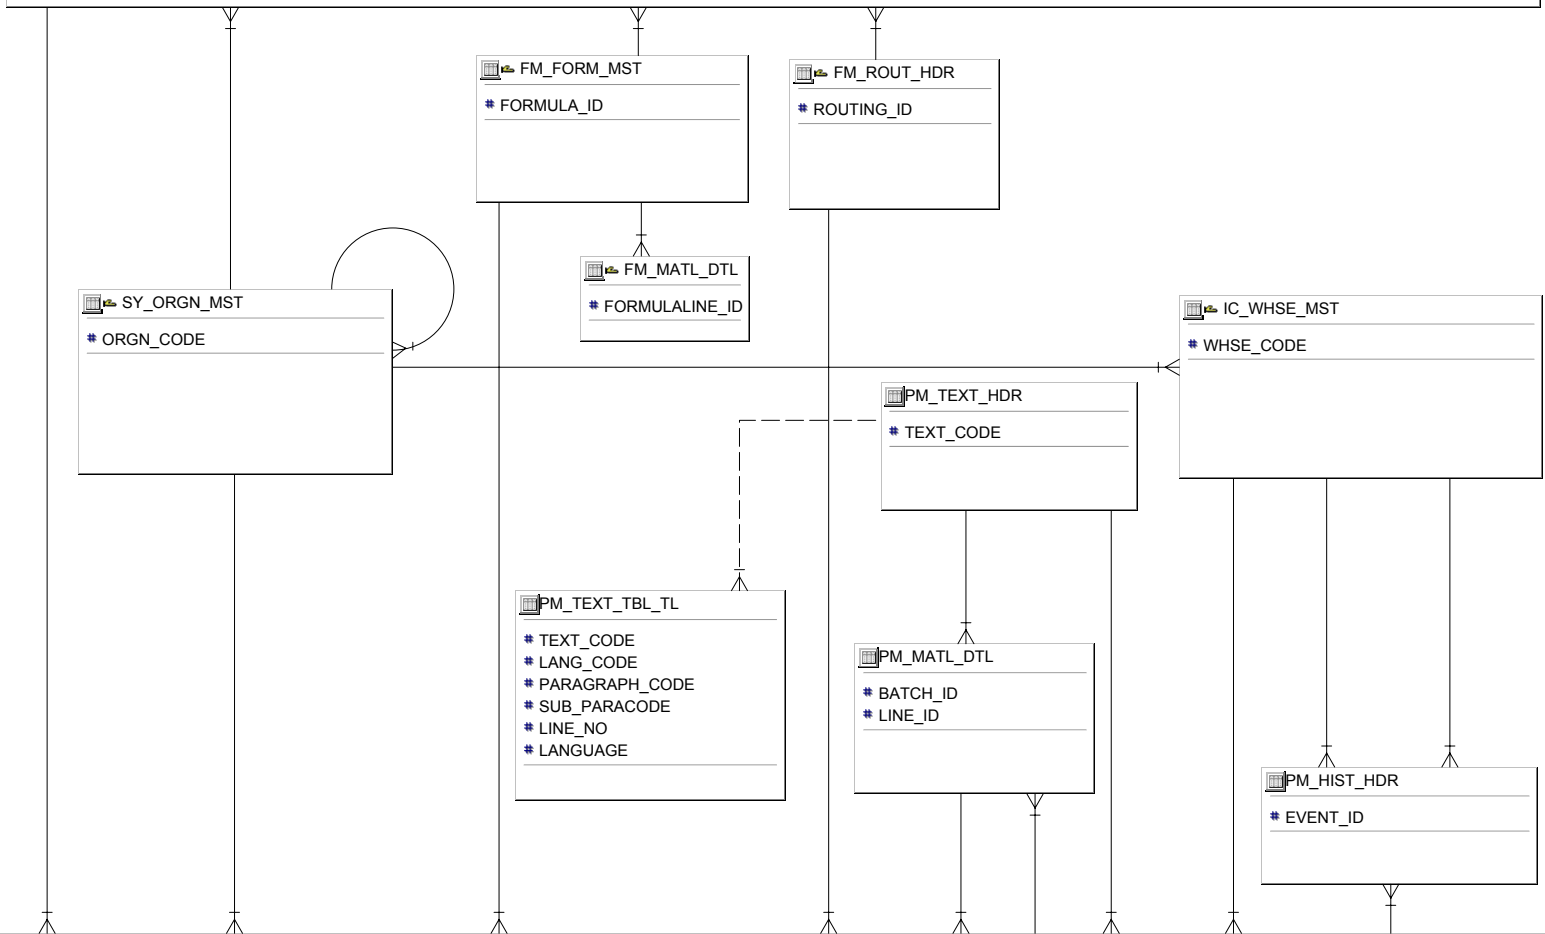 FM_FORM_MST
# FORMULA_ID
FM_ROUT_HDR
# ROUTING_ID
FM_MATL_DTL
# FORMULALINE_ID
SY_ORGN_MST
# ORGN_CODE
IC_WHSE_MST
# WHSE_CODE
PM_TEXT_HDR
# TEXT_CODE
PM_TEXT_TBL_TL
# TEXT_CODE
# LANG_CODE
# PARAGRAPH_CODE
# SUB_PARACODE
# LINE_NO
# LANGUAGE
PM_MATL_DTL
# BATCH_ID
# LINE_ID
PM_HIST_HDR
# EVENT_ID